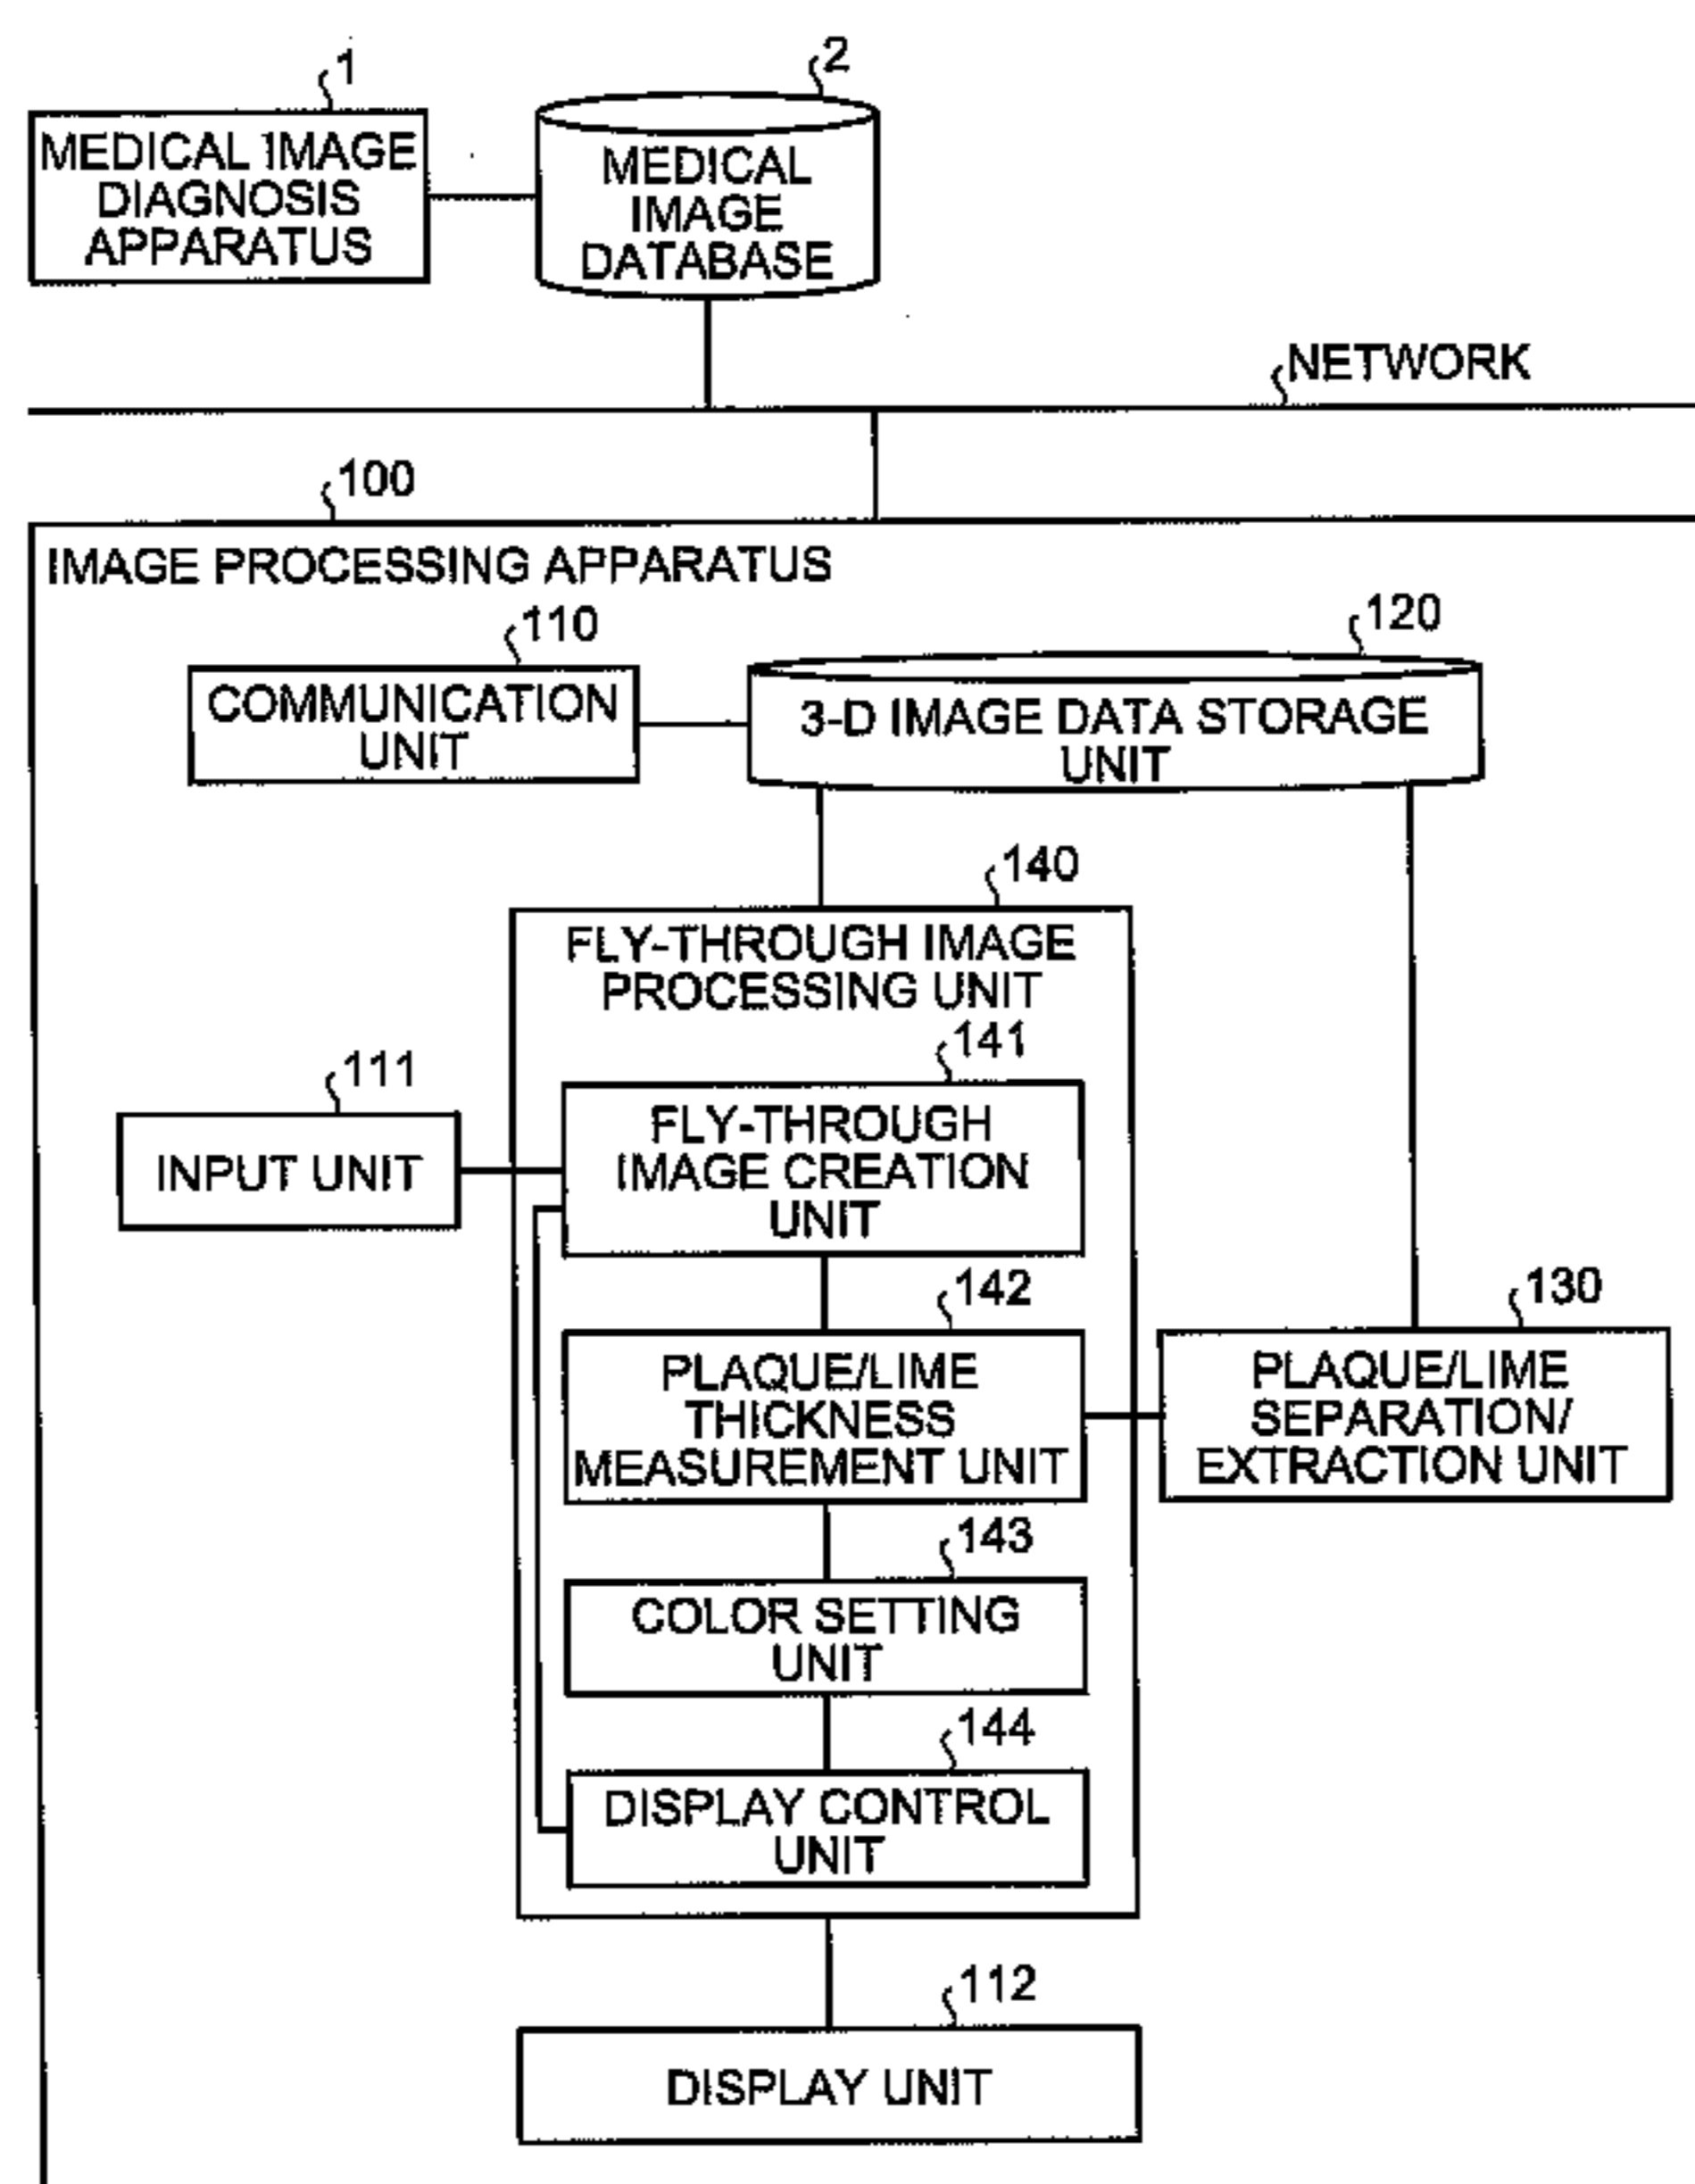 1
2
MEDICAL IMAGE
DIAGNOSIS
APPARATUS
MEDICAL
IMAGE
DATABASE
NETWORK
100
IMAGE PROCESSING APPARATUS
110
120
COMMUNICATION
UNIT
3-D IMAGE DATA STORAGE
UNIT
140
FLY-THROUGH IMAGE
PROCESSING UNIT
141
111
FLY-THROUGH
IMAGE CREATION
UNIT
INPUT UNIT
142
130
PLAQUE/LIME
THICKNESS
MEASUREMENT UNIT
PLAQUE/LIME
SEPARATION/
EXTRACTION UNIT
143
COLOR SETTING
UNIT
144
DISPLAY CONTROL
UNIT
112
DISPLAY UNIT